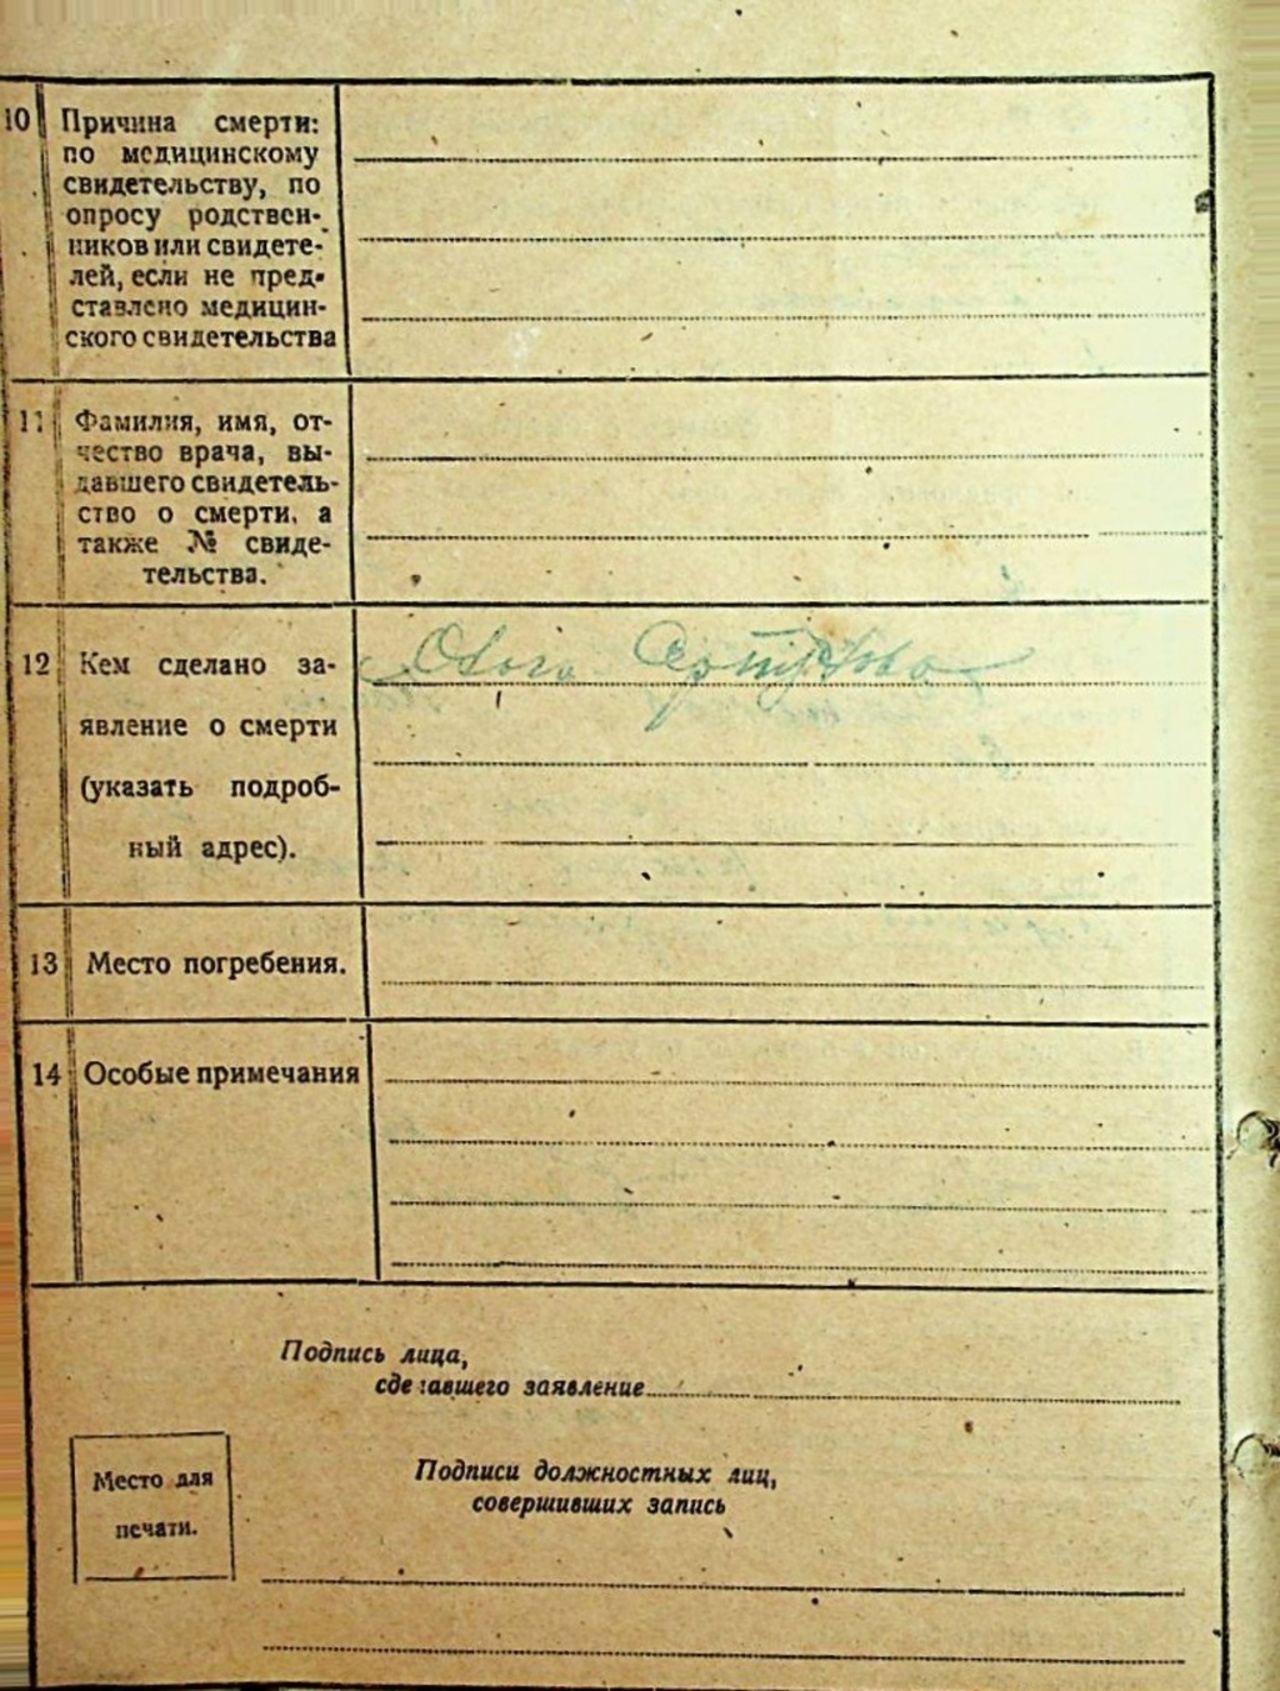 10 Причина смерти:
по медицинскому
свидетельству, по
опросу родствен-
ников или свидете-
лей, если не пред-
ставлено медицин-
ского свидетельства
11 Фамилия, имя, от-
чество врача, вы-
давшего свидетель-
ство о смерти, а
также № свиде-
тельства.
12 Кем сделано за-
явление о смерти
(указать подроб-
ный адрес).
13 Место погребения.
14 Особые примечания
Подпись лица,
сделавшего заявление
Место для
печати.
Подписи должностных лиц,
совершивших запись